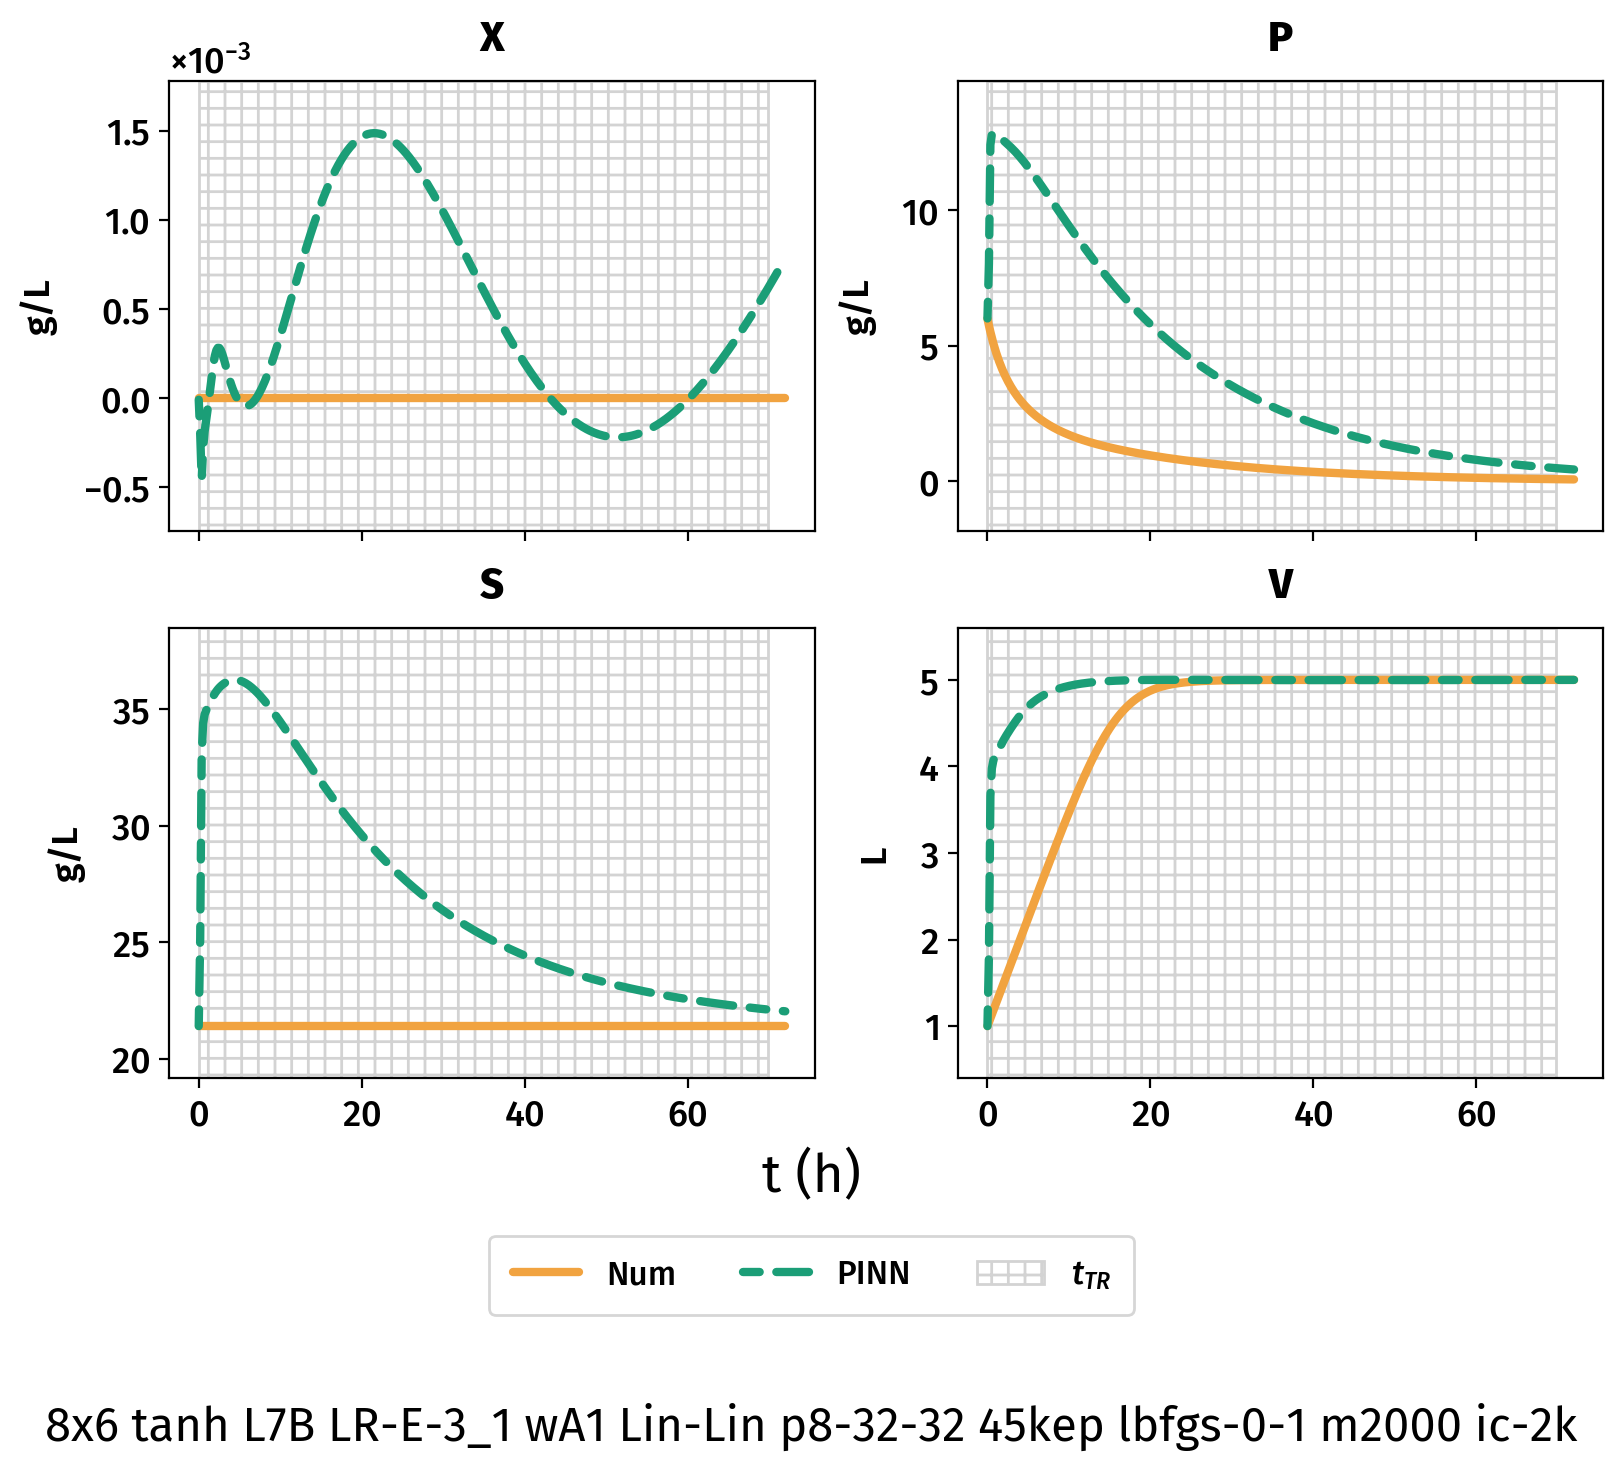 X
×10⁻³
1.5
1.0
0.5
0.0
−0.5
g/L
P
10
5
0
g/L
S
35
30
25
20
g/L
0 20 40 60
V
5
4
3
2
1
L
0 20 40 60
t (h)
Num PINN t_TR
8x6 tanh L7B LR-E-3_1 wA1 Lin-Lin p8-32-32 45kep lbfgs-0-1 m2000 ic-2k